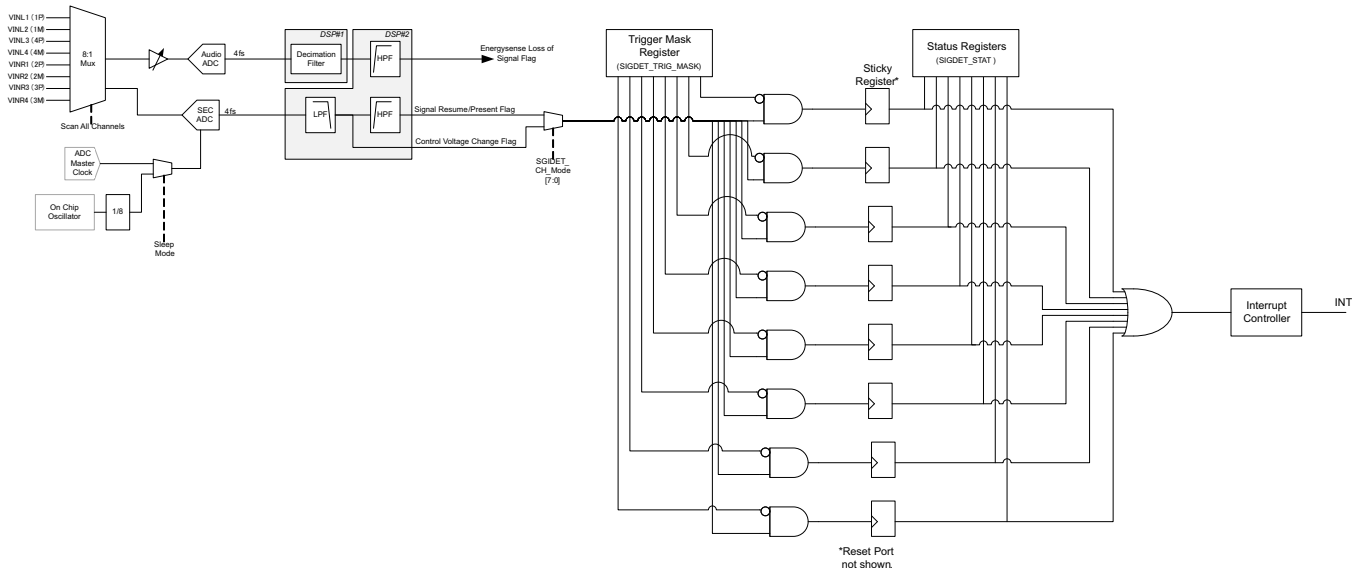 VINL1 (1P)
VINL2 (1M)
VINL3 (4P)
VINL4 (4M)
VINR1 (2P)
VINR2 (2M)
VINR3 (3P)
VINR4 (3M)
8:1
Mux
Scan All Channels
Audio
ADC
4fs
DSP#1
Decimation
Filter
DSP#2
HPF
Energysense Loss of
Signal Flag
SEC
ADC
4fs
LPF
HPF
Signal Resume/Present Flag
Control Voltage Change Flag
SGIDET_
CH_Mode
[7:0]
ADC
Master
Clock
On Chip
Oscillator
1/8
Sleep
Mode
Trigger Mask
Register
(SIGDET_TRIG_MASK)
Sticky
Register*
Status Registers
(SIGDET_STAT )
*Reset Port
not shown.
Interrupt
Controller
INT